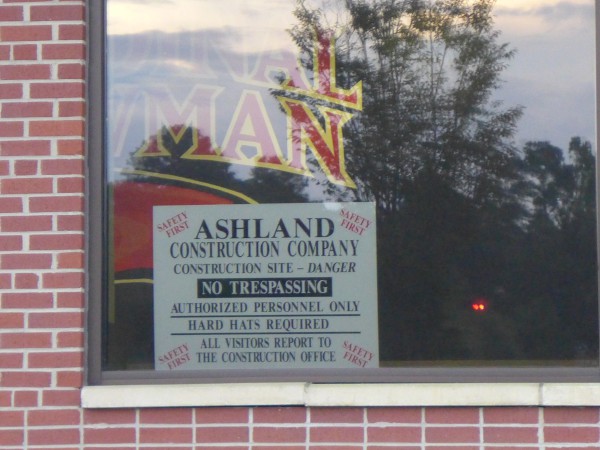 DINAL
MAN
SAFETY FIRST
SAFETY FIRST
ASHLAND
CONSTRUCTION COMPANY
CONSTRUCTION SITE – DANGER
NO TRESPASSING
AUTHORIZED PERSONNEL ONLY
HARD HATS REQUIRED
ALL VISITORS REPORT TO
THE CONSTRUCTION OFFICE
SAFETY FIRST
SAFETY FIRST